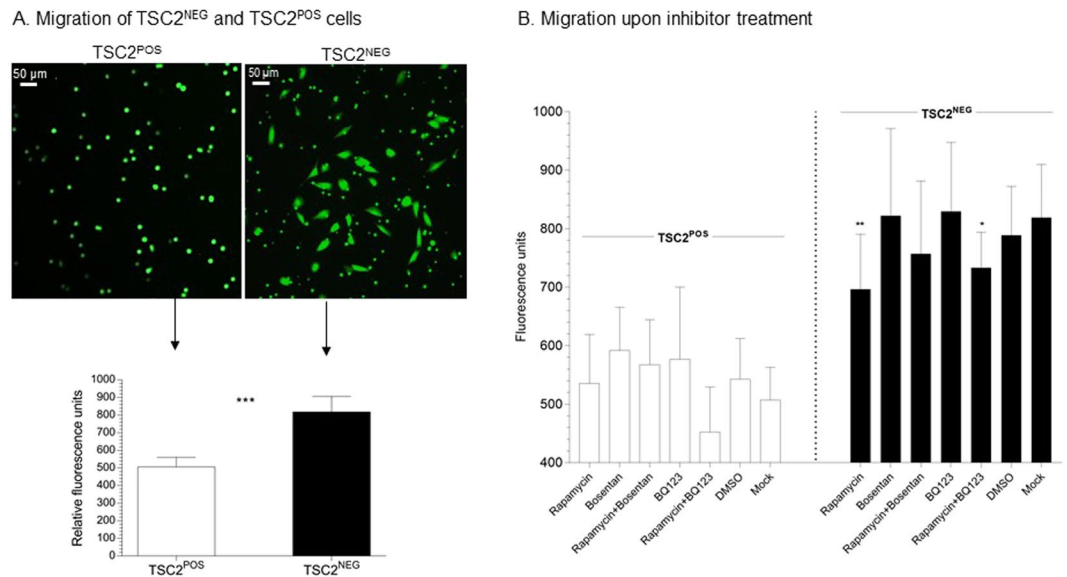 A. Migration of TSC2NEG and TSC2POS cells
TSC2POS
TSC2NEG
50 µm
50 µm
Relative fluorescence units
1000
900
800
700
600
500
400
300
200
100
0
***
TSC2POS
TSC2NEG
B. Migration upon inhibitor treatment
Fluorescence units
1000
900
800
700
600
500
400
TSC2POS
TSC2NEG
**
*
Rapamycin
Bosentan
Rapamycin+Bosentan
BQ123
Rapamycin+BQ123
DMSO
Mock
Rapamycin
Bosentan
Rapamycin+Bosentan
BQ123
Rapamycin+BQ123
DMSO
Mock